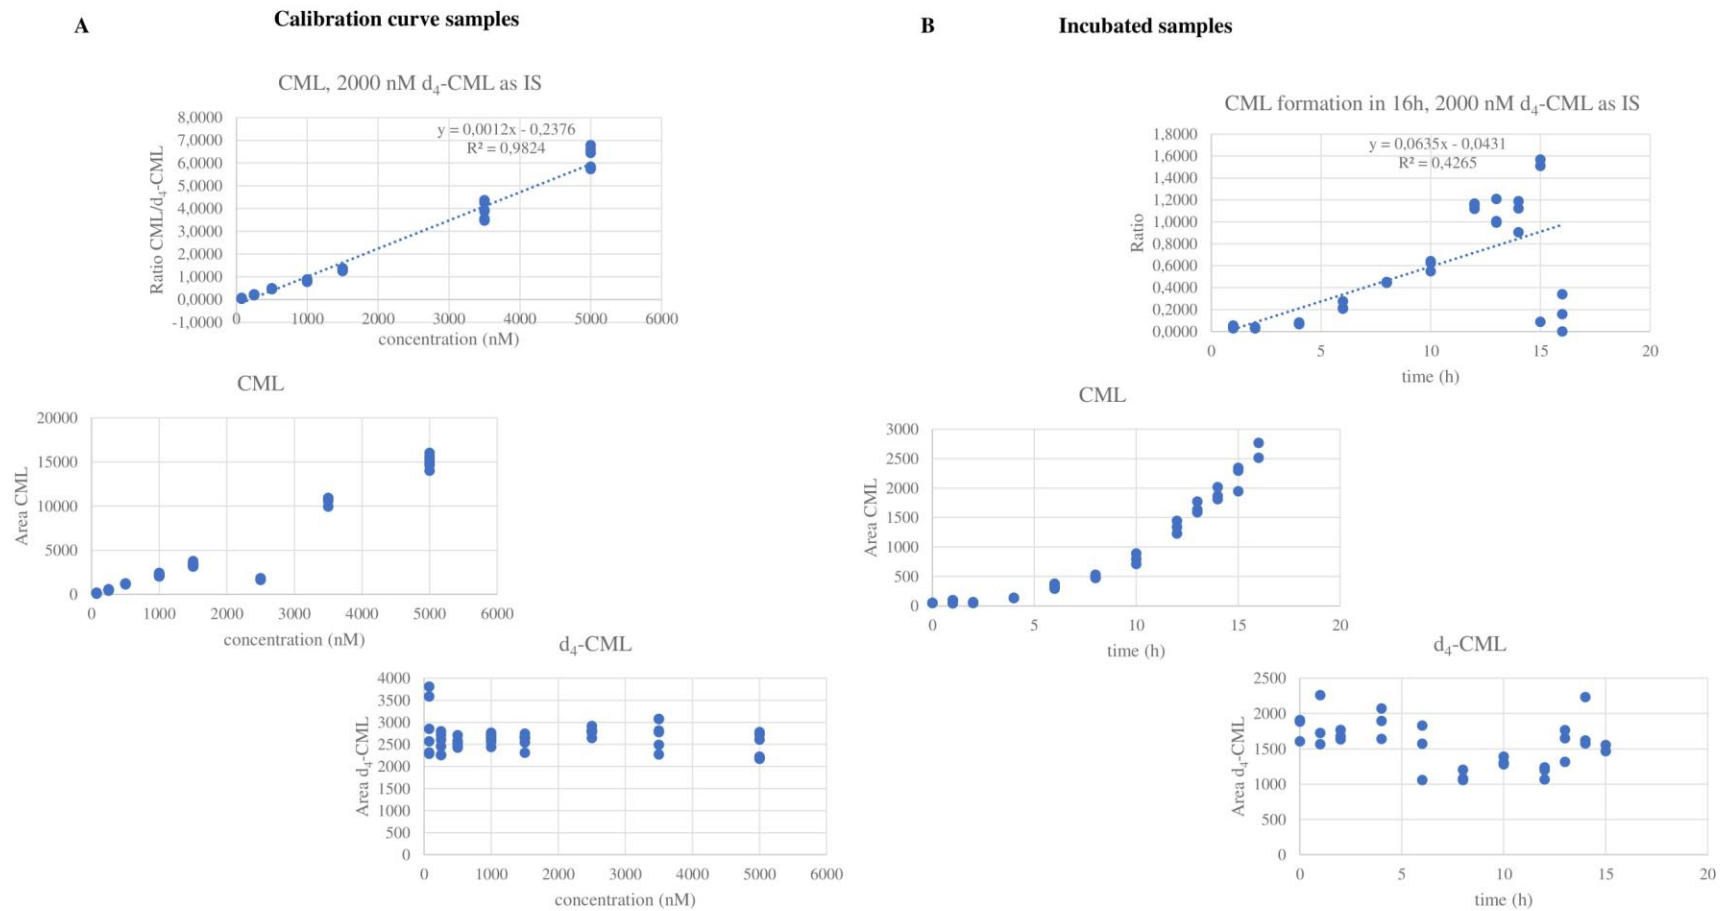 A
Calibration curve samples
CML, 2000 nM d₄-CML as IS
y = 0,0012x - 0,2376
R² = 0,9824
Ratio CML/d₄-CML
8,0000
7,0000
6,0000
5,0000
4,0000
3,0000
2,0000
1,0000
0,0000
-1,0000
0 1000 2000 3000 4000 5000 6000
concentration (nM)
CML
Area CML
20000
15000
10000
5000
0
0 1000 2000 3000 4000 5000 6000
concentration (nM)
d₄-CML
Area d₄-CML
4000
3500
3000
2500
2000
1500
1000
500
0
0 1000 2000 3000 4000 5000 6000
concentration (nM)
B
Incubated samples
CML formation in 16h, 2000 nM d₄-CML as IS
y = 0,0635x - 0,0431
R² = 0,4265
Ratio
1,8000
1,6000
1,4000
1,2000
1,0000
0,8000
0,6000
0,4000
0,2000
0,0000
0 5 10 15 20
time (h)
CML
Area CML
3000
2500
2000
1500
1000
500
0
0 5 10 15 20
time (h)
d₄-CML
Area d₄-CML
2500
2000
1500
1000
500
0
0 5 10 15 20
time (h)